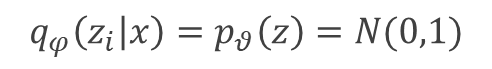 q_φ(z_i|x) = p_ϑ(z) = N(0,1)